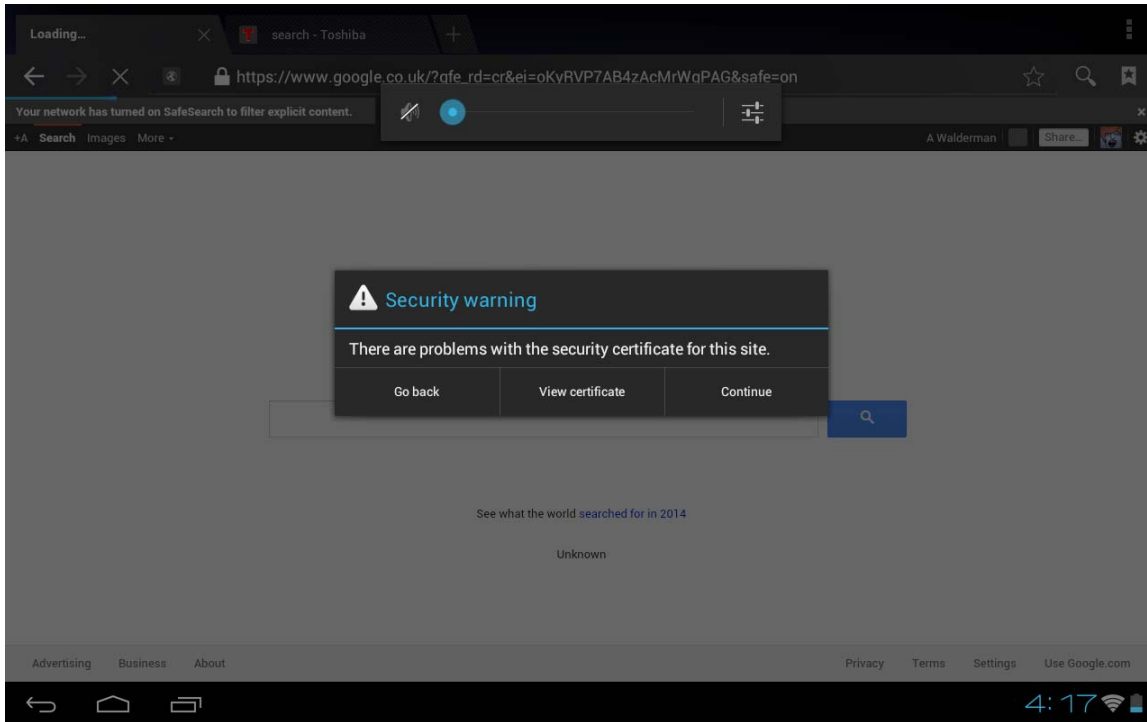 Loading...
search - Toshiba
https://www.google.co.uk/?gfe_rd=cr&ei=oKyRVP7AB4zAcMrWgPAG&safe=on
Your network has turned on SafeSearch to filter explicit content.
+A Search Images More
A Walderman Share...
Security warning
There are problems with the security certificate for this site.
Go back View certificate Continue
See what the world searched for in 2014
Unknown
Advertising Business About Privacy Terms Settings Use Google.com
4:17